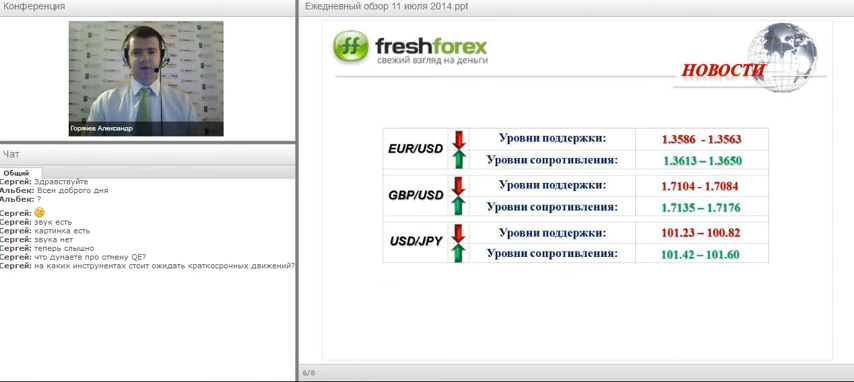 Конференция
Горячев Александр
Чат
Общий
Сергей: Здравствуйте
Альбек: Всем доброго дня
Альбек: ?
Сергей:
Сергей: звук есть
Сергей: картинка есть
Сергей: звука нет
Сергей: теперь слышно
Сергей: что думаете про отмену QE?
Сергей: на каких инструментах стоит ожидать краткосрочных движений?
Ежедневный обзор 11 июля 2014.ppt
ff freshforex
свежий взгляд на деньги
НОВОСТИ
EUR/USD Уровни поддержки: 1.3586 - 1.3563
Уровни сопротивления: 1.3613 – 1.3650
GBP/USD Уровни поддержки: 1.7104 - 1.7084
Уровни сопротивления: 1.7135 – 1.7176
USD/JPY Уровни поддержки: 101.23 – 100.82
Уровни сопротивления: 101.42 – 101.60
6/8